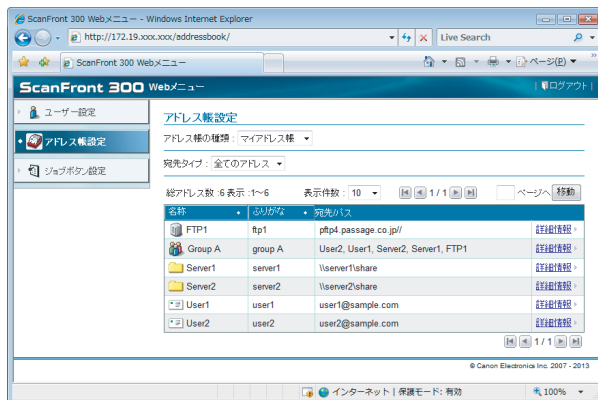 ScanFront 300 Webメニュー - Windows Internet Explorer
http://172.19.xxx.xxx/addressbook/
Live Search
ScanFront 300 Webメニュー
ページ(P)
ScanFront 300 Webメニュー
ログアウト
ユーザー設定
アドレス帳設定
ジョブボタン設定
アドレス帳設定
アドレス帳の種類 : マイアドレス帳
宛先タイプ : 全てのアドレス
総アドレス数 :6 表示 :1~6 表示件数 : 10 1 / 1 ページへ 移動
名称 ふりがな 宛先/パス
FTP1 ftp1 pftp4.passage.co.jp// 詳細情報
Group A group A User2, User1, Server2, Server1, FTP1 詳細情報
Server1 server1 \\server1\share 詳細情報
Server2 server2 \\server2\share 詳細情報
User1 user1 user1@sample.com 詳細情報
User2 user2 user2@sample.com 詳細情報
1 / 1
© Canon Electronics Inc. 2007 - 2013
インターネット | 保護モード: 有効
100%